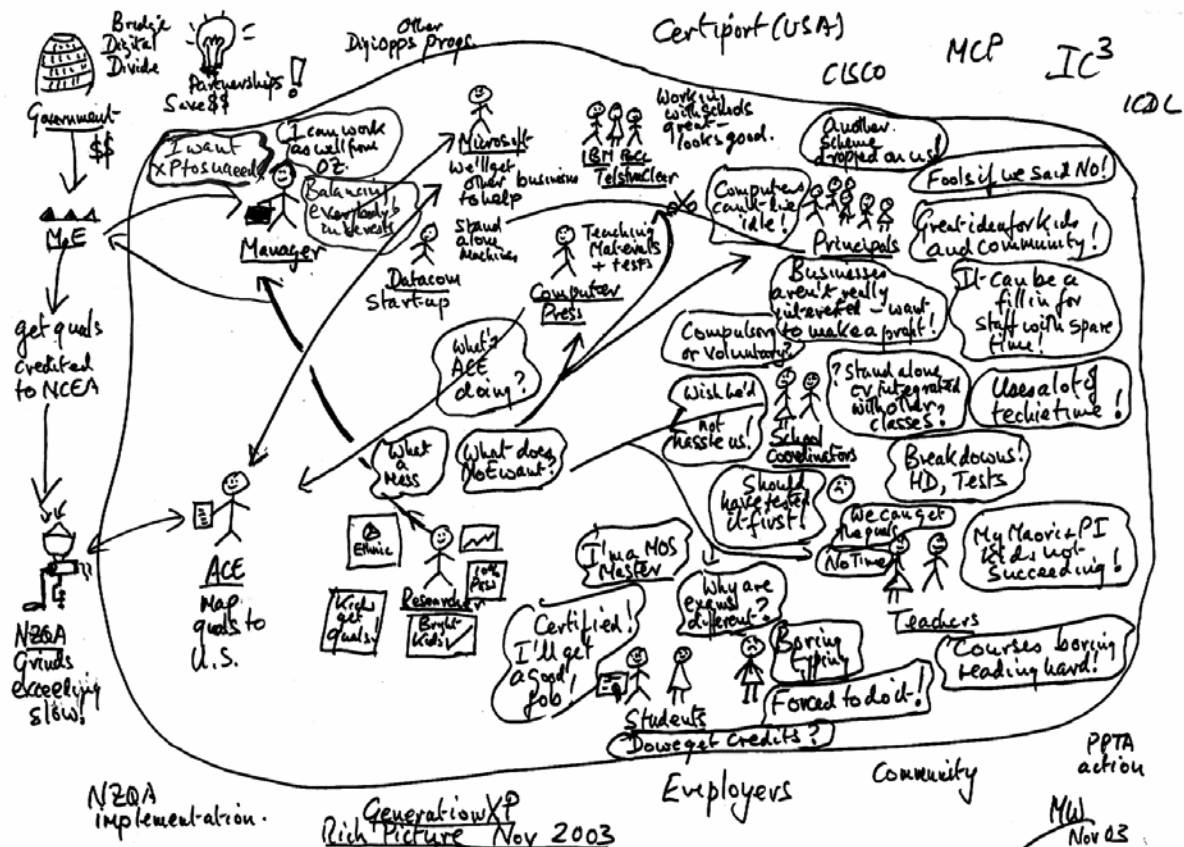 Bridge
Digital
Divide
Partnerships!
Save $$
Government
$$
MoE
get quals
credited
to NCEA
NZQA
Grinds
exceeding
slow!
NZQA
implementation.
Other
DigiOpps progs.
Certiport (USA)
CISCO
MCP
IC3
ICDL
I want
XP to succeed
I can work
as well from
OZ.
Balancing
everybody's
interests
Manager
Microsoft
We'll get
other business
to help
IBM PCL
TelstraClear
Working
with schools
great -
looks good.
Stand
alone
Machines
Datacom
Start-up
Teaching
Materials
+ tests
Computer
Press
Computers
can't lie
idle!
Another
Scheme
dropped on us!
Fools if we said No!
Principals
Great idea for kids
and community!
Businesses
aren't really
interested - want
to make a profit!
It can be a
fill in for
staff with spare
time!
Compulsory
or voluntary?
What's
ACE
doing?
Wish he'd
not
hassle us!
School
Coordinators
? Stand alone
or integrated
with other
classes?
Uses a lot of
techie time!
What
a
Mess
What does
MoE want?
Breakdowns!
HD, Tests
Should
have tested
it first!
We can get
quals
No Time
Teachers
My Maori + PI
kids not
succeeding!
Courses boring
reading hard!
ACE
Map
quals to
U.S.
Ethnic
Researcher
Kids
get
quals!
Bright
Kids
I'm a MOS
Master
Certified!
I'll get
a good
job!
Why are
exams
different?
Boring
typing
Forced to do it!
Students
Do we get credits?
Employers
Community
PPTA
action
Generation XP
Rich Picture Nov 2003
MW
Nov 03